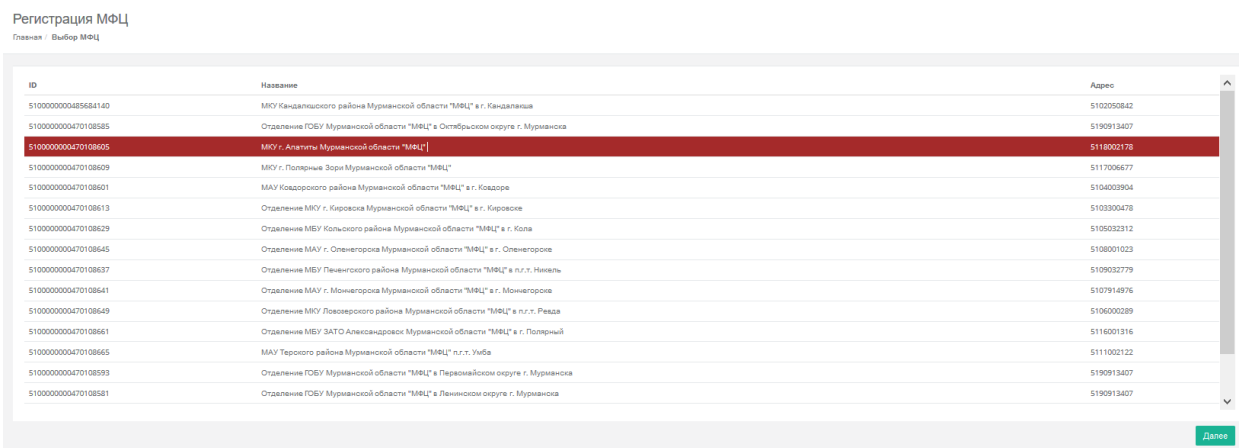 Регистрация МФЦ
Главная / Выбор МФЦ
ID Название Адрес
5100000000485684140 МКУ Кандалкшского района Мурманской области "МФЦ" в г. Кандалакша 5102050842
5100000000470108585 Отделение ГОБУ Мурманской области "МФЦ" в Октябрьском округе г. Мурманска 5190913407
5100000000470108605 МКУ г. Апатиты Мурманской области "МФЦ" 5118002178
5100000000470108609 МКУ г. Полярные Зори Мурманской области "МФЦ" 5117006677
5100000000470108601 МАУ Ковдорского района Мурманской области "МФЦ" в г. Ковдоре 5104003904
5100000000470108613 Отделение МКУ г. Кировска Мурманской области "МФЦ" в г. Кировске 5103300478
5100000000470108629 Отделение МБУ Кольского района Мурманской области "МФЦ" в г. Кола 5105032312
5100000000470108645 Отделение МАУ г. Оленегорска Мурманской области "МФЦ" в г. Оленегорске 5108001023
5100000000470108637 Отделение МБУ Печенгского района Мурманской области "МФЦ" в п.г.т. Никель 5109032779
5100000000470108641 Отделение МАУ г. Мончегорска Мурманской области "МФЦ" в г. Мончегорске 5107914976
5100000000470108649 Отделение МКУ Ловозерского района Мурманской области "МФЦ" в п.г.т. Ревда 5106000289
5100000000470108661 Отделение МБУ ЗАТО Александровск Мурманской области "МФЦ" в г. Полярный 5116001316
5100000000470108665 МАУ Терского района Мурманской области "МФЦ" п.г.т. Умба 5111002122
5100000000470108593 Отделение ГОБУ Мурманской области "МФЦ" в Первомайском округе г. Мурманска 5190913407
5100000000470108581 Отделение ГОБУ Мурманской области "МФЦ" в Ленинском округе г. Мурманска 5190913407
Далее